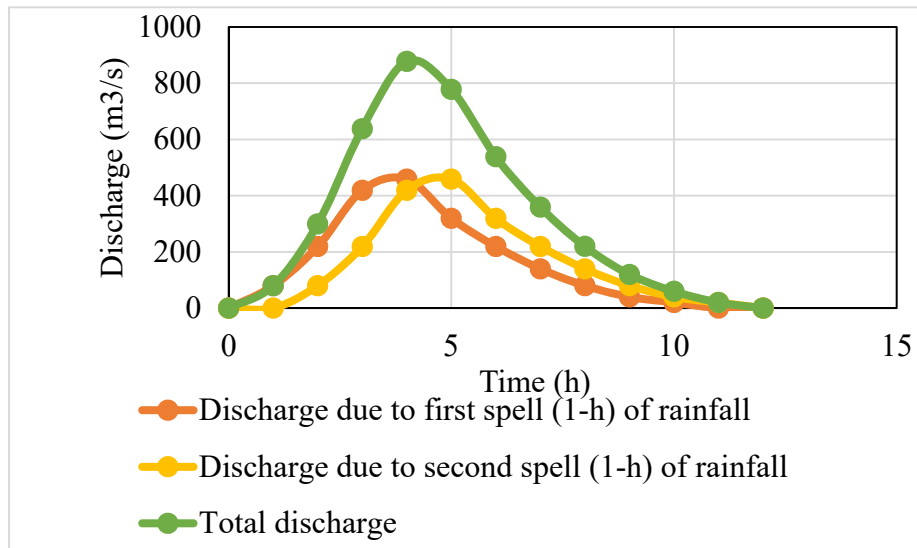 1000
800
600
400
200
0
Discharge (m3/s)
0 5 10 15
Time (h)
Discharge due to first spell (1-h) of rainfall
Discharge due to second spell (1-h) of rainfall
Total discharge